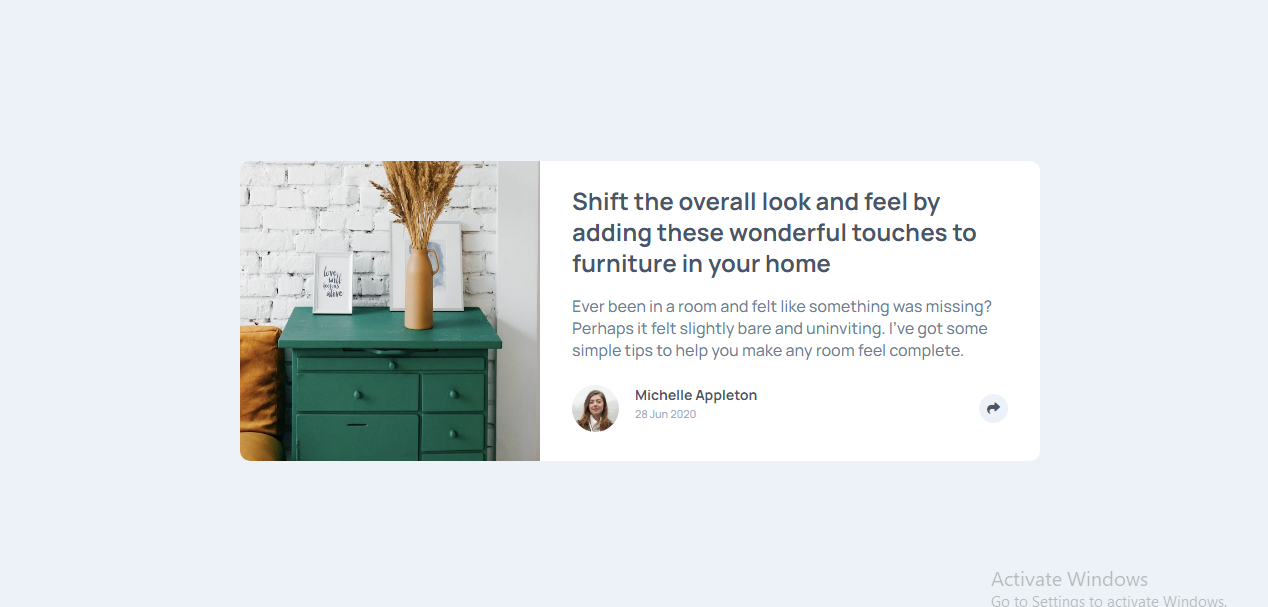 love
will
alive
Shift the overall look and feel by
adding these wonderful touches to
furniture in your home
Ever been in a room and felt like something was missing?
Perhaps it felt slightly bare and uninviting. I've got some
simple tips to help you make any room feel complete.
Michelle Appleton
28 Jun 2020
Activate Windows
Go to Settings to activate Windows.